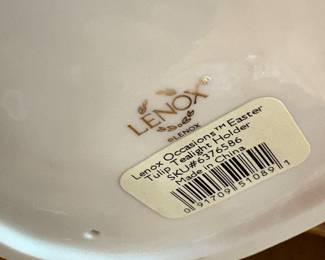 LENOX®
©LENOX
Lenox Occasions™ Easter
Tulip Tealight Holder
SKU#6376586
Made in China
0 91709 51089 1